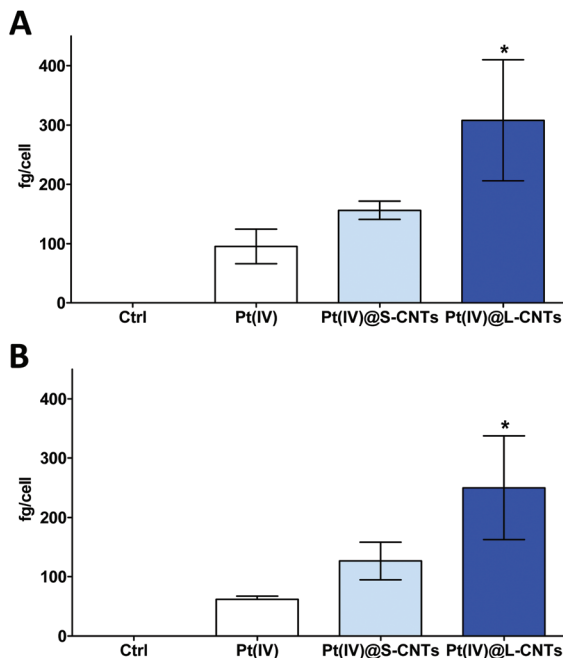 A
*
400
300
200
100
0
fg/cell
Ctrl Pt(IV) Pt(IV)@S-CNTs Pt(IV)@L-CNTs
B
*
400
300
200
100
0
fg/cell
Ctrl Pt(IV) Pt(IV)@S-CNTs Pt(IV)@L-CNTs